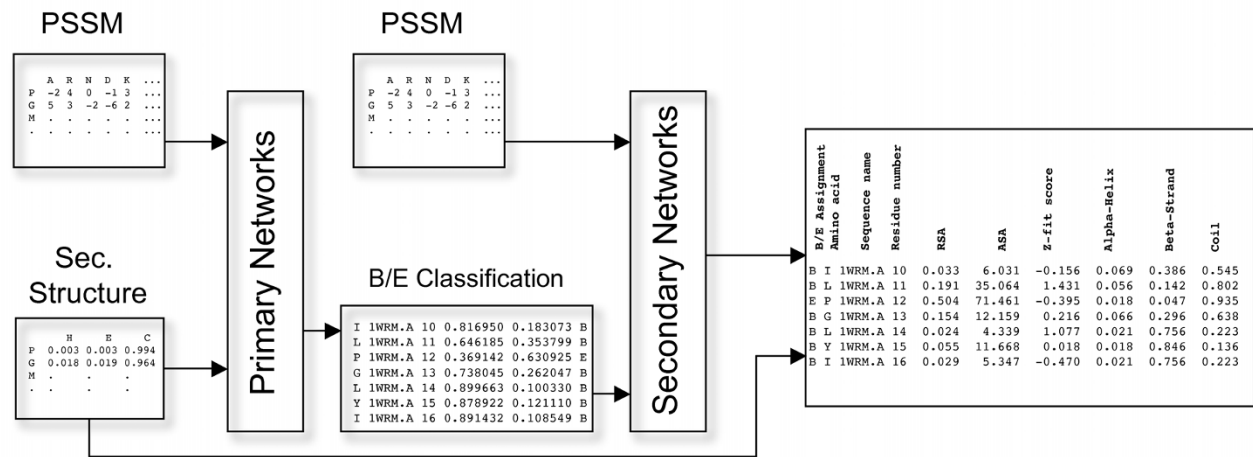 PSSM
A R N D K ...
P -2 4 0 -1 3 ...
G 5 3 -2 -6 2 ...
M . . . . . ...
. . . . . . ...
Sec.
Structure
H E C
P 0.003 0.003 0.994
G 0.018 0.019 0.964
M . . .
. . . .
Primary Networks
PSSM
A R N D K ...
P -2 4 0 -1 3 ...
G 5 3 -2 -6 2 ...
M . . . . . ...
. . . . . . ...
B/E Classification
I 1WRM.A 10 0.816950 0.183073 B
L 1WRM.A 11 0.646185 0.353799 B
P 1WRM.A 12 0.369142 0.630925 E
G 1WRM.A 13 0.738045 0.262047 B
L 1WRM.A 14 0.899663 0.100330 B
Y 1WRM.A 15 0.878922 0.121110 B
I 1WRM.A 16 0.891432 0.108549 B
Secondary Networks
B/E Assignment
Amino acid
Sequence name
Residue number
RSA
ASA
Z-fit score
Alpha-Helix
Beta-Strand
Coil
B I 1WRM.A 10 0.033 6.031 -0.156 0.069 0.386 0.545
B L 1WRM.A 11 0.191 35.064 1.431 0.056 0.142 0.802
E P 1WRM.A 12 0.504 71.461 -0.395 0.018 0.047 0.935
B G 1WRM.A 13 0.154 12.159 0.216 0.066 0.296 0.638
B L 1WRM.A 14 0.024 4.339 1.077 0.021 0.756 0.223
B Y 1WRM.A 15 0.055 11.668 0.018 0.018 0.846 0.136
B I 1WRM.A 16 0.029 5.347 -0.470 0.021 0.756 0.223